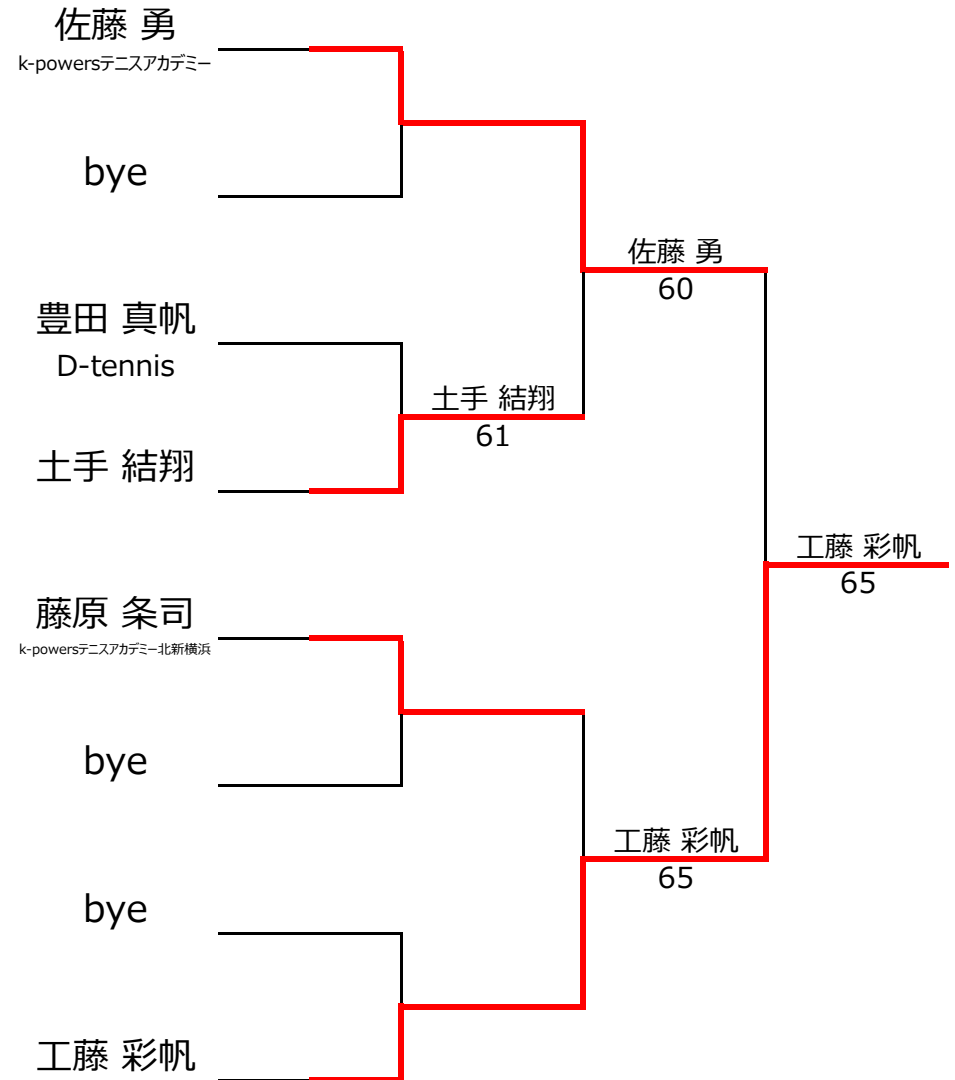 佐藤 勇
k-powersテニスアカデミー
bye
佐藤 勇
60
豊田 真帆
D-tennis
土手 結翔
61
土手 結翔
工藤 彩帆
65
藤原 条司
k-powersテニスアカデミー北新横浜
bye
工藤 彩帆
65
bye
工藤 彩帆